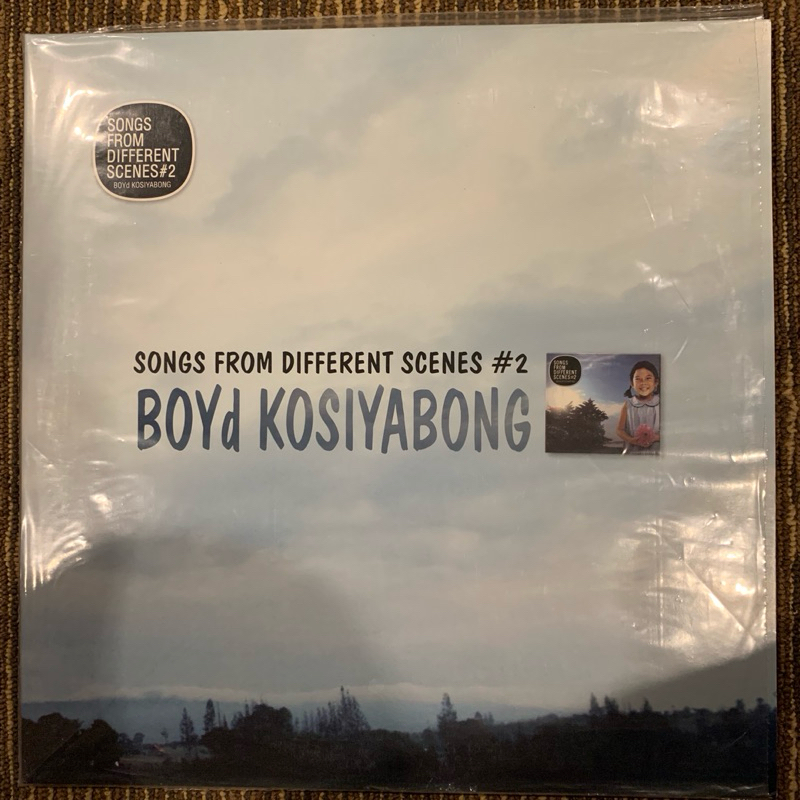 SONGS
FROM
DIFFERENT
SCENES#2
BOYd KOSIYABONG
SONGS FROM DIFFERENT SCENES #2
BOYd KOSIYABONG
SONGS
FROM
DIFFERENT
SCENES#2